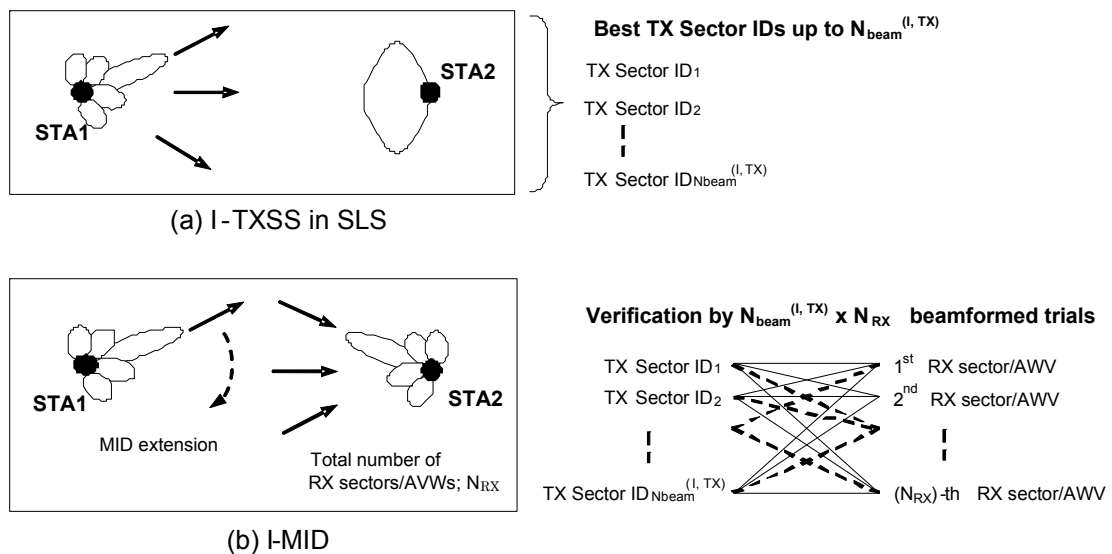 Best TX Sector IDs up to Nbeam(I, TX)
STA1
STA2
TX Sector ID1
TX Sector ID2
TX Sector IDNbeam(I, TX)
(a) I-TXSS in SLS
STA1
MID extension
STA2
Total number of
RX sectors/AVWs; NRX
Verification by Nbeam(I, TX) x NRX beamformed trials
TX Sector ID1
1st RX sector/AWV
TX Sector ID2
2nd RX sector/AWV
TX Sector IDNbeam(I, TX)
(NRX)-th RX sector/AWV
(b) I-MID